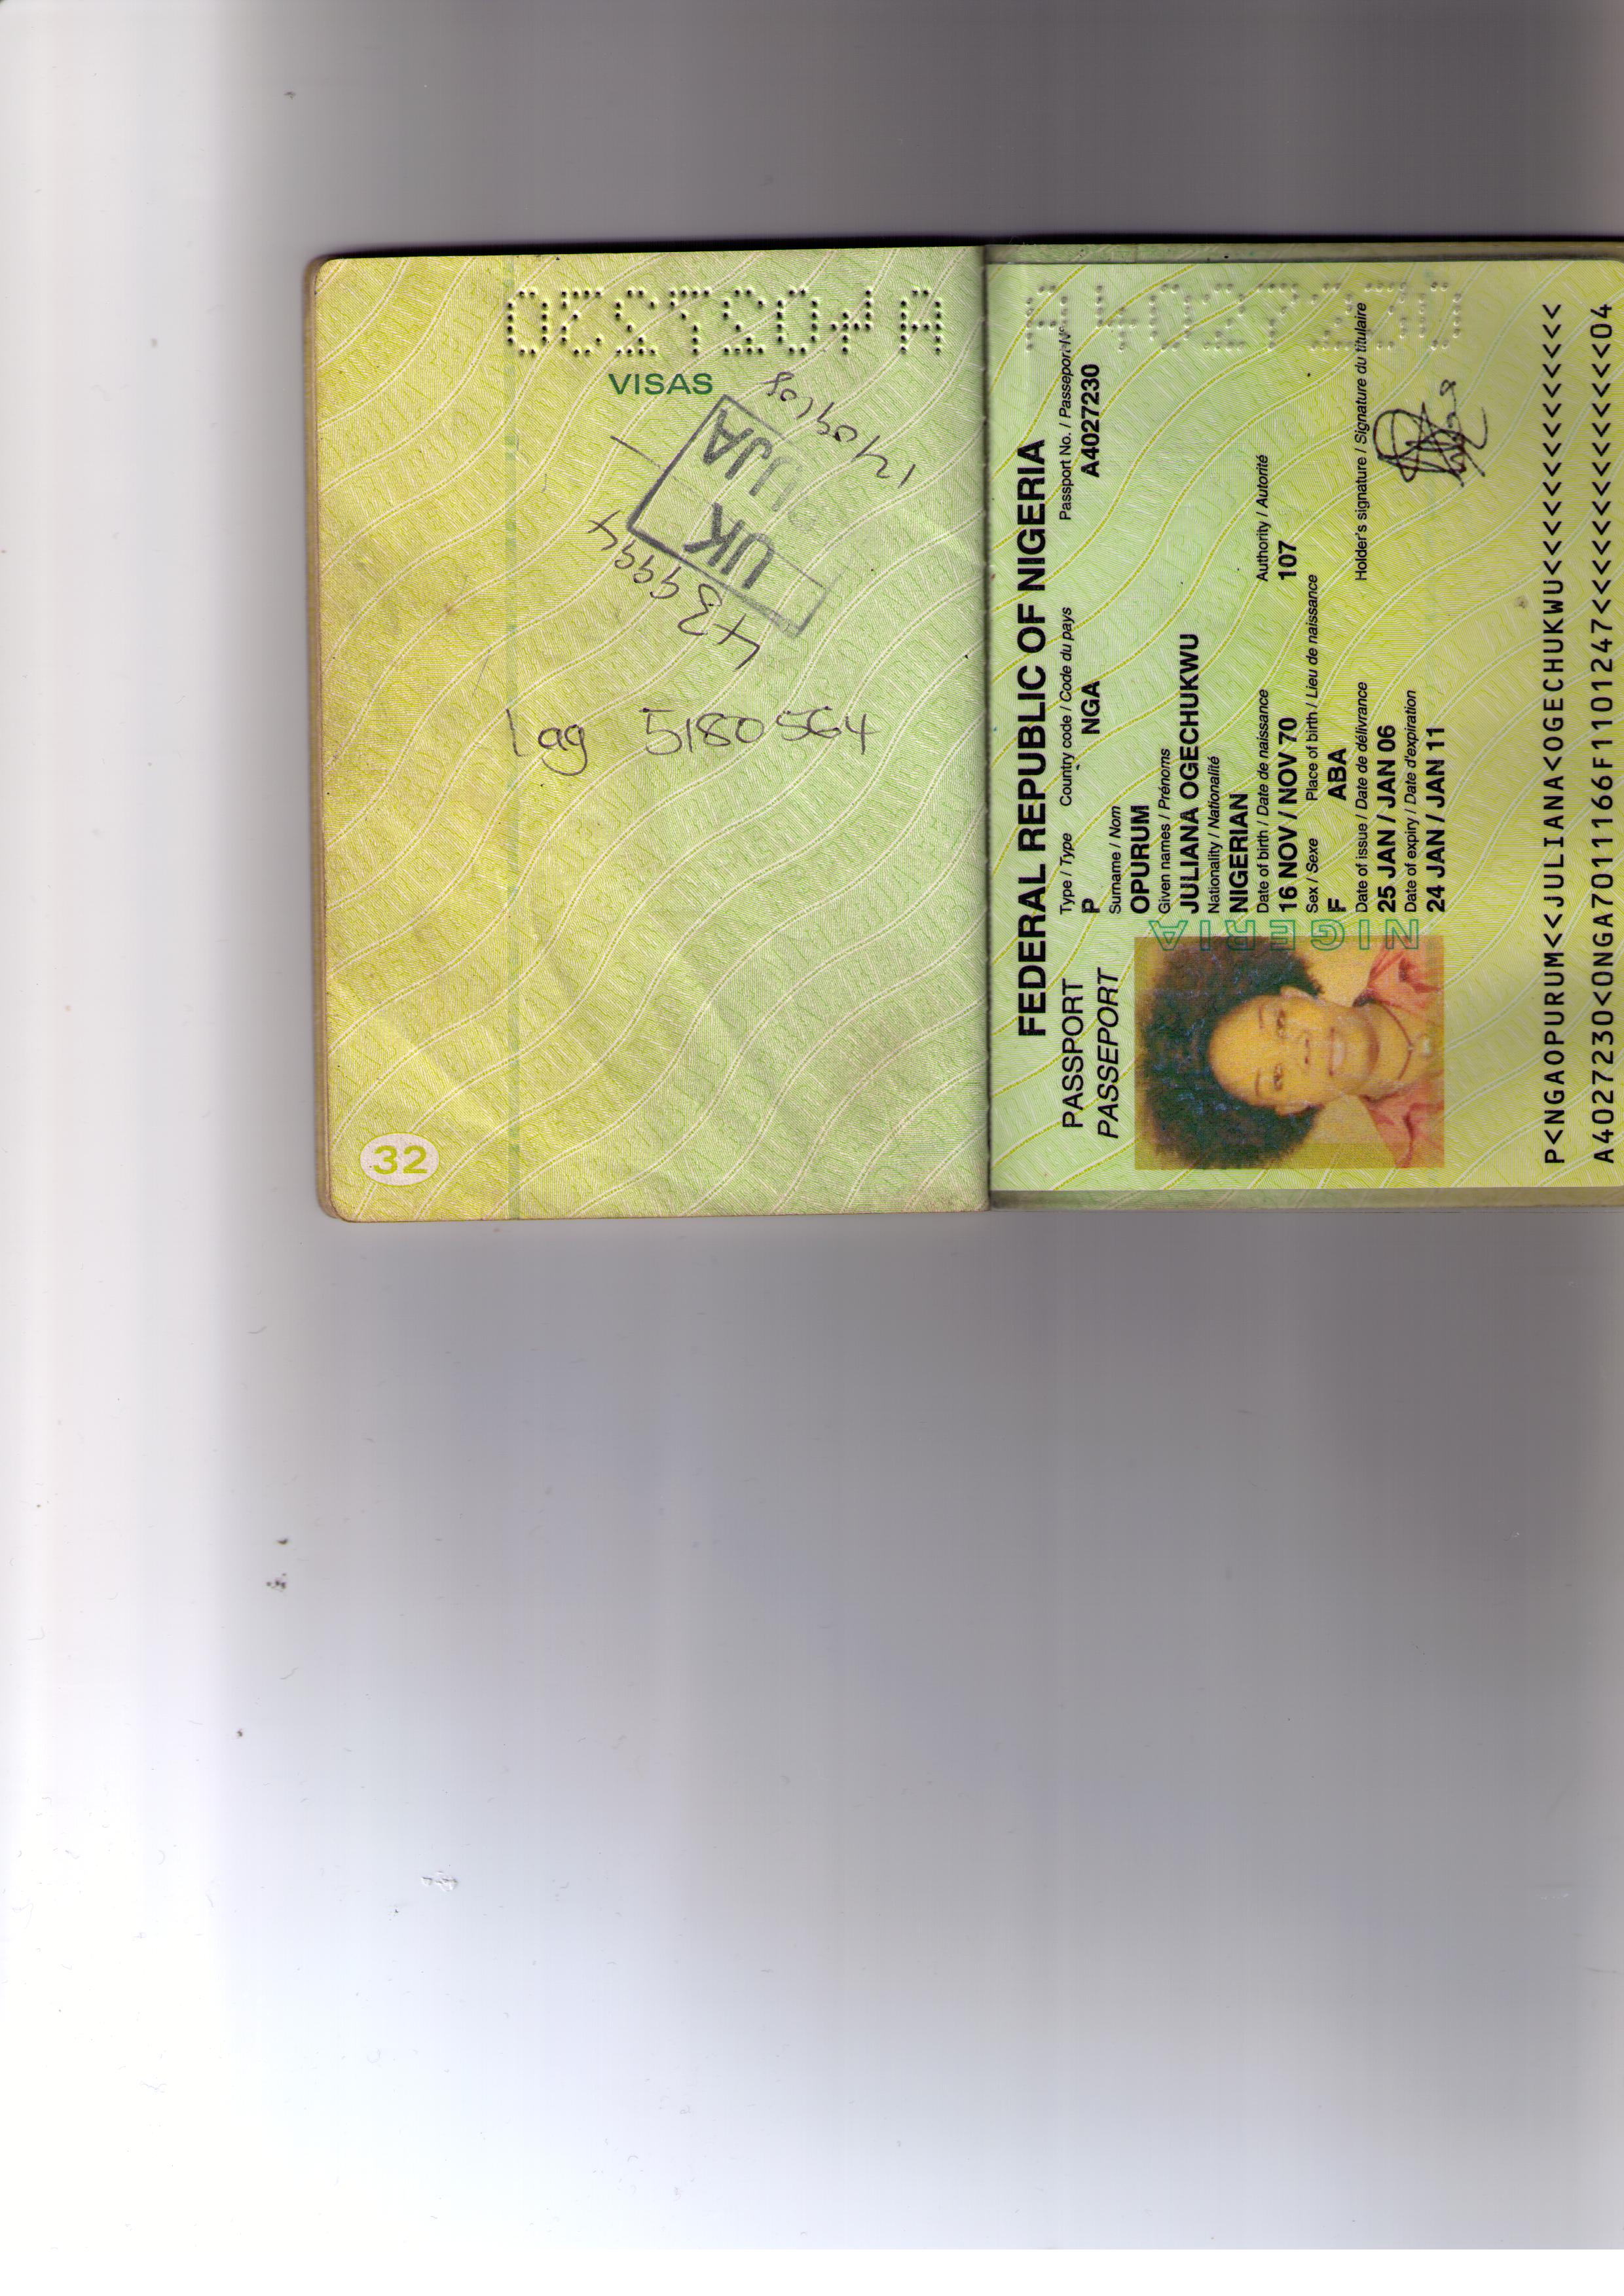 A4027230
VISAS
UK
12/09/08
439994
lag 5180564
32
FEDERAL REPUBLIC OF NIGERIA
PASSPORT
PASSEPORT
Type / Type
Country code / Code du pays
Passport No. / Passeport N°
P
NGA
A4027230
Surname / Nom
OPURUM
Given names / Prénoms
JULIANA OGECHUKWU
Nationality / Nationalité
NIGERIAN
Date of birth / Date de naissance
Authority / Autorité
16 NOV / NOV 70
107
Sex / Sexe
Place of birth / Lieu de naissance
F
ABA
Date of issue / Date de délivrance
Holder's signature / Signature du titulaire
25 JAN / JAN 06
Date of expiry / Date d'expiration
24 JAN / JAN 11
NIGERIA
A4027230
P<NGAOPURUM<<JULIANA<OGECHUKWU<<<<<<<<<<<<<<
A4027230<0NGA7011166F1101247<<<<<<<<<<<<<<04